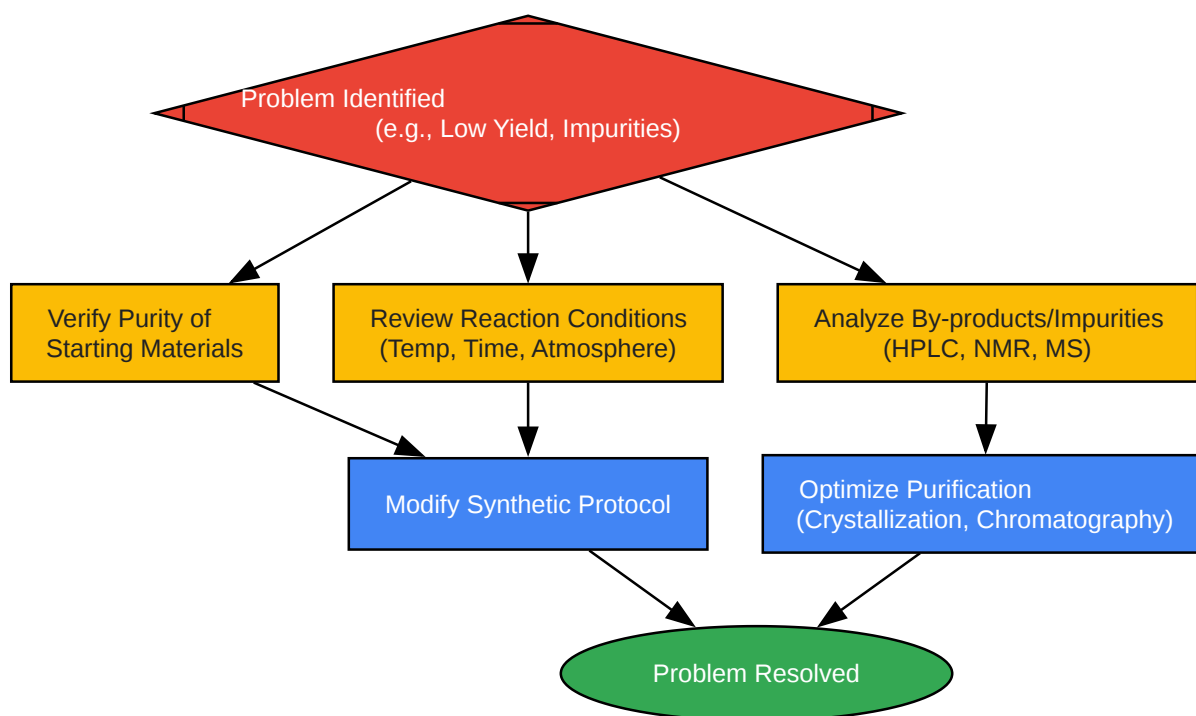 Problem Identified
(e.g., Low Yield, Impurities)
Verify Purity of
Starting Materials
Review Reaction Conditions
(Temp, Time, Atmosphere)
Analyze By-products/Impurities
(HPLC, NMR, MS)
Modify Synthetic Protocol
Optimize Purification
(Crystallization, Chromatography)
Problem Resolved